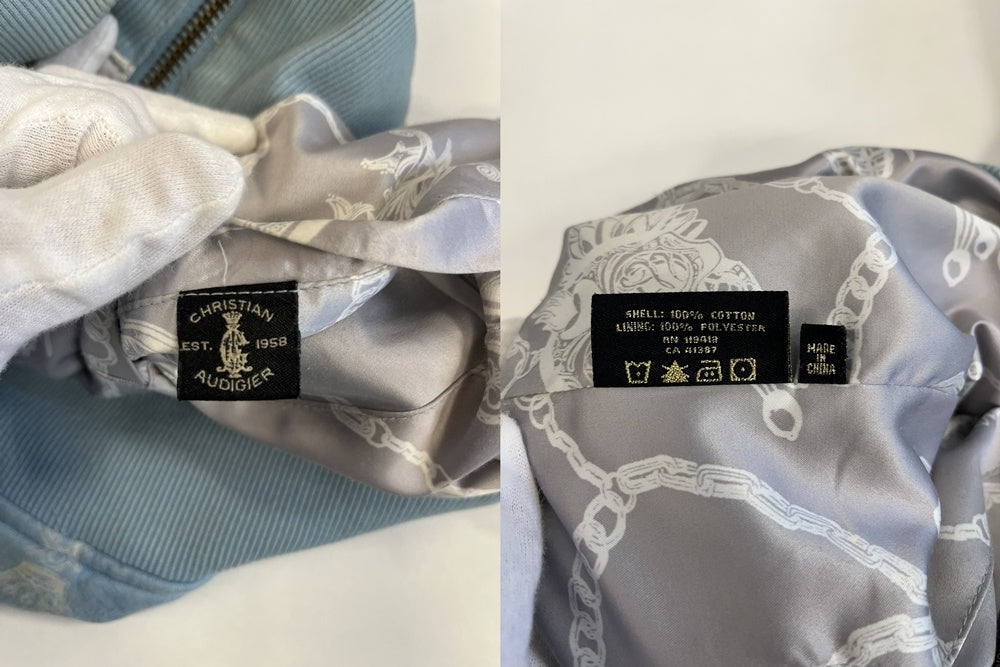 CHRISTIAN
EST. 1958
AUDIGIER
SHELL: 100% COTTON
LINING: 100% POLYESTER
RN 119418
CA 41387
MADE
IN
CHINA